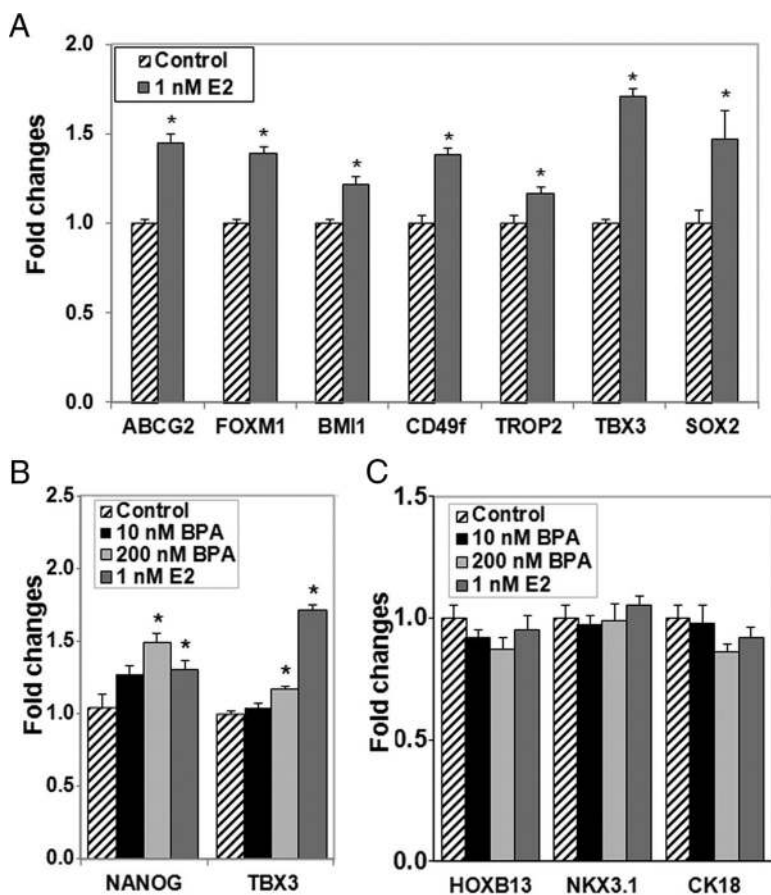 A
Fold changes
2.0
1.5
1.0
0.5
0.0
Control
1 nM E2
*
*
*
*
*
*
*
ABCG2 FOXM1 BMI1 CD49f TROP2 TBX3 SOX2
B
Fold changes
2.5
2.0
1.5
1.0
0.5
0.0
Control
10 nM BPA
200 nM BPA
1 nM E2
*
*
*
*
NANOG TBX3
C
Fold changes
1.5
1.0
0.5
0.0
Control
10 nM BPA
200 nM BPA
1 nM E2
HOXB13 NKX3.1 CK18